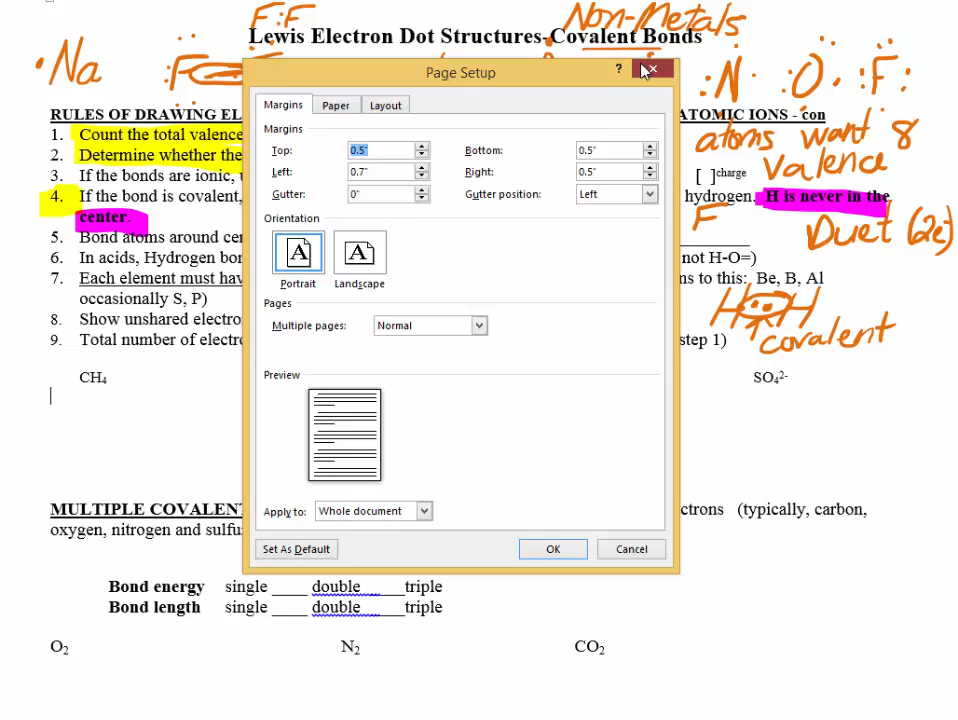 F:F
Non-Metals
Lewis Electron Dot Structures-Covalent Bonds
Na F N O F
Page Setup
?
Margins Paper Layout
Margins
Top: 0.5" Bottom: 0.5"
Left: 0.7" Right: 0.5"
Gutter: 0" Gutter position: Left
Orientation
A A
Portrait Landscape
Pages
Multiple pages: Normal
Preview
Apply to: Whole document
Set As Default OK Cancel
RULES OF DRAWING EL ATOMIC IONS - con
atoms want 8
valence
1. Count the total valence
2. Determine whether the
3. If the bonds are ionic, [ ]charge
4. If the bond is covalent, hydrogen. H is never in the
center.
F Duet (2e)
5. Bond atoms around cen
6. In acids, Hydrogen bon not H-O=)
7. Each element must hav ns to this: Be, B, Al
occasionally S, P)
H H
covalent
8. Show unshared electro
9. Total number of electro step 1)
CH4 SO4²⁻
MULTIPLE COVALENT ctrons (typically, carbon,
oxygen, nitrogen and sulfu
Bond energy single ____ double ____triple
Bond length single ____ double ____triple
O2 N2 CO2